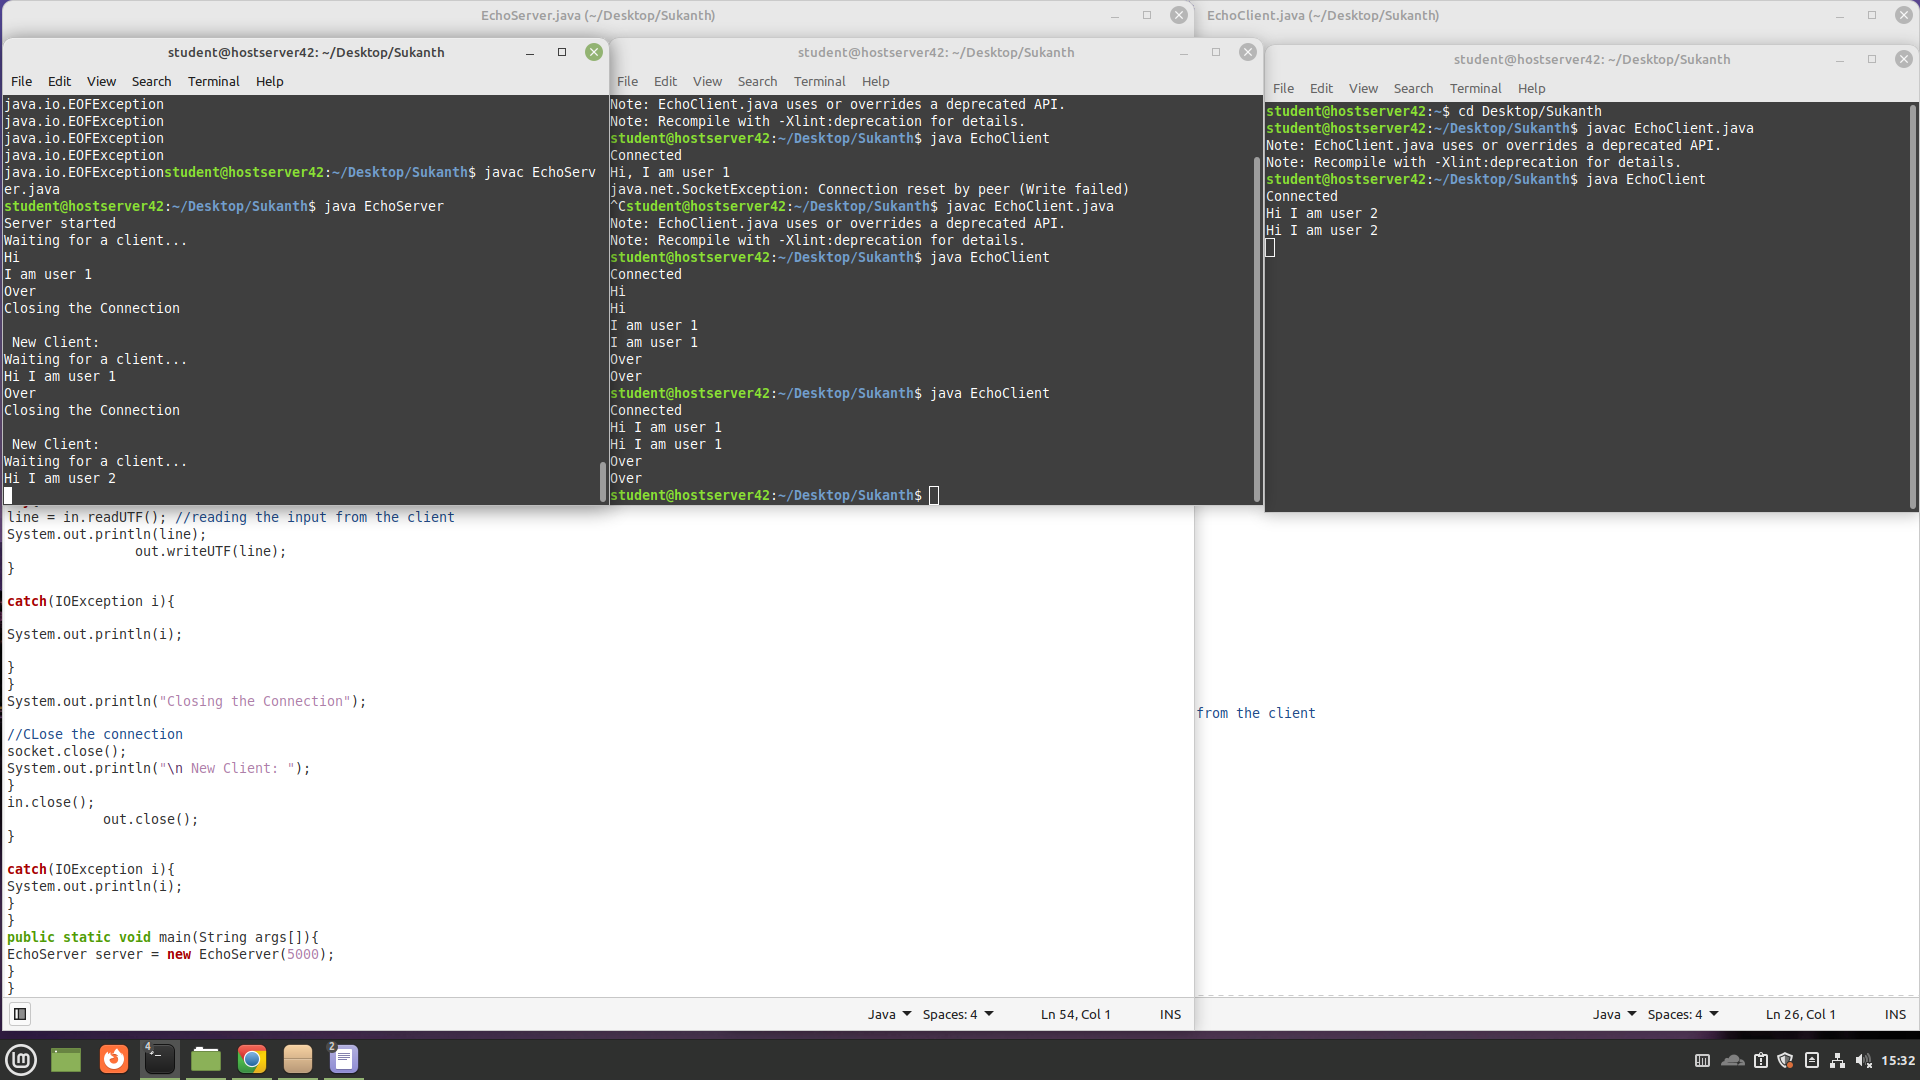 EchoServer.java (~/Desktop/Sukanth)
EchoClient.java (~/Desktop/Sukanth)
student@hostserver42: ~/Desktop/Sukanth
File Edit View Search Terminal Help
java.io.EOFException
java.io.EOFException
java.io.EOFException
java.io.EOFException
java.io.EOFExceptionstudent@hostserver42:~/Desktop/Sukanth$ javac EchoServ
er.java
student@hostserver42:~/Desktop/Sukanth$ java EchoServer
Server started
Waiting for a client...
Hi
I am user 1
Over
Closing the Connection
New Client:
Waiting for a client...
Hi I am user 1
Over
Closing the Connection
New Client:
Waiting for a client...
Hi I am user 2
student@hostserver42: ~/Desktop/Sukanth
File Edit View Search Terminal Help
Note: EchoClient.java uses or overrides a deprecated API.
Note: Recompile with -Xlint:deprecation for details.
student@hostserver42:~/Desktop/Sukanth$ java EchoClient
Connected
Hi, I am user 1
java.net.SocketException: Connection reset by peer (Write failed)
^Cstudent@hostserver42:~/Desktop/Sukanth$ javac EchoClient.java
Note: EchoClient.java uses or overrides a deprecated API.
Note: Recompile with -Xlint:deprecation for details.
student@hostserver42:~/Desktop/Sukanth$ java EchoClient
Connected
Hi
Hi
I am user 1
I am user 1
Over
Over
student@hostserver42:~/Desktop/Sukanth$ java EchoClient
Connected
Hi I am user 1
Hi I am user 1
Over
Over
student@hostserver42:~/Desktop/Sukanth$
student@hostserver42: ~/Desktop/Sukanth
File Edit View Search Terminal Help
student@hostserver42:~$ cd Desktop/Sukanth
student@hostserver42:~/Desktop/Sukanth$ javac EchoClient.java
Note: EchoClient.java uses or overrides a deprecated API.
Note: Recompile with -Xlint:deprecation for details.
student@hostserver42:~/Desktop/Sukanth$ java EchoClient
Connected
Hi I am user 2
Hi I am user 2
line = in.readUTF(); //reading the input from the client
System.out.println(line);
out.writeUTF(line);
}
catch(IOException i){
System.out.println(i);
}
}
System.out.println("Closing the Connection");
//CLose the connection
socket.close();
System.out.println("\n New Client: ");
}
in.close();
out.close();
}
catch(IOException i){
System.out.println(i);
}
}
public static void main(String args[]){
EchoServer server = new EchoServer(5000);
}
}
from the client
Java Spaces: 4 Ln 54, Col 1 INS
Java Spaces: 4 Ln 26, Col 1 INS
4
2
15:32